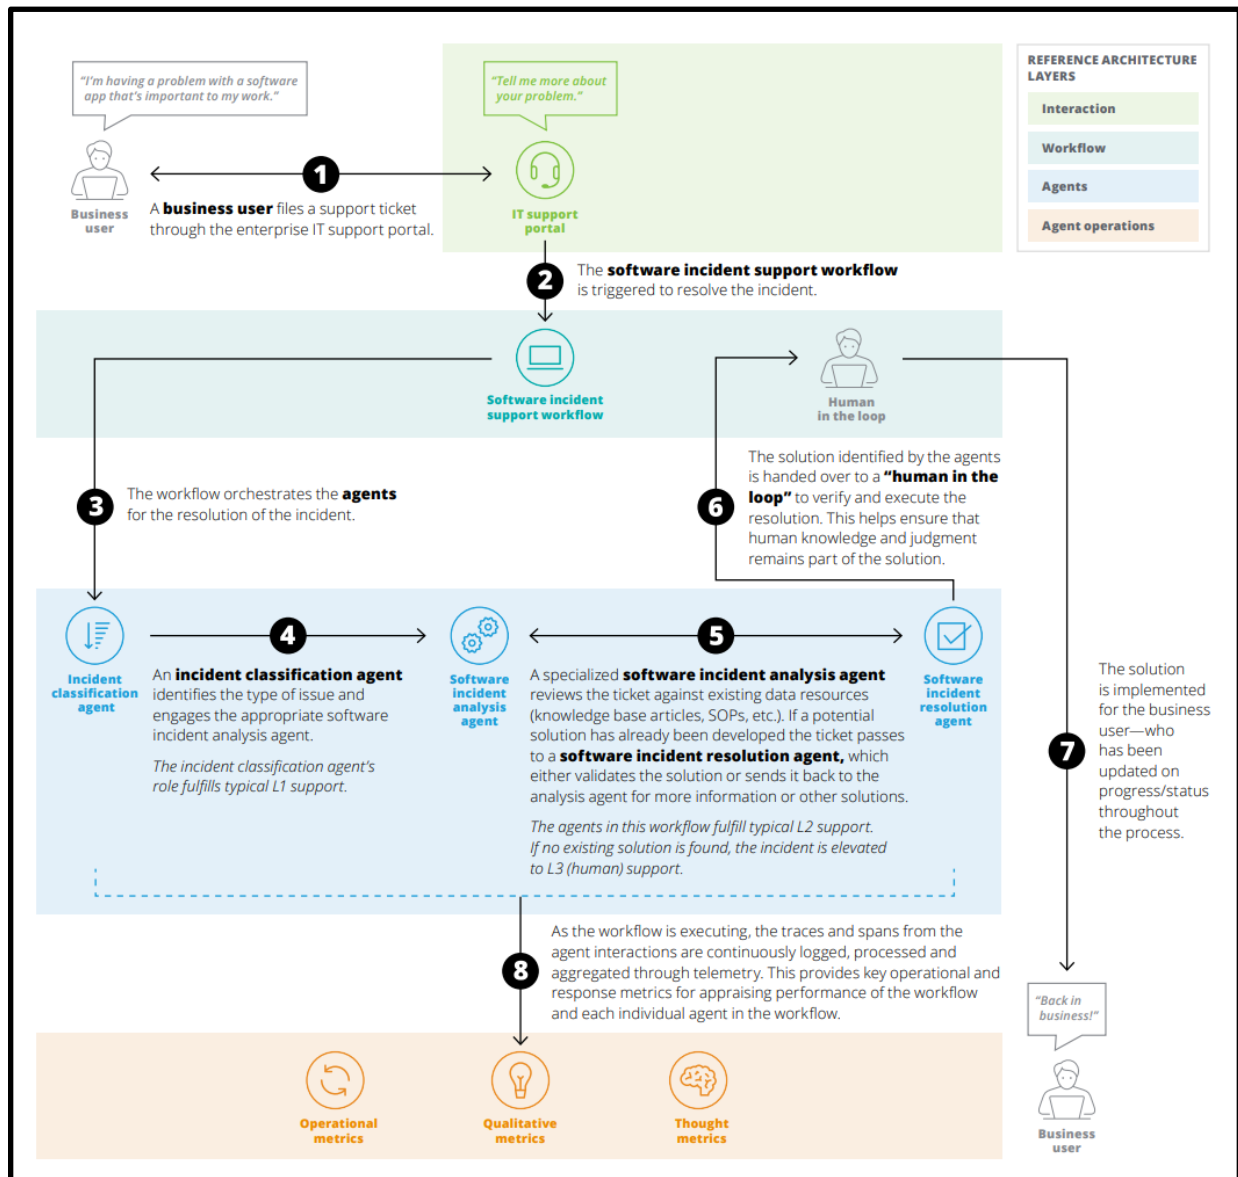 “I’m having a problem with a software
app that’s important to my work.”
“Tell me more about
your problem.”
REFERENCE ARCHITECTURE
LAYERS
Interaction
Workflow
Agents
Agent operations
Business
user
1
A business user files a support ticket
through the enterprise IT support portal.
IT support
portal
2
The software incident support workflow
is triggered to resolve the incident.
Software incident
support workflow
Human
in the loop
3
The workflow orchestrates the agents
for the resolution of the incident.
6
The solution identified by the agents
is handed over to a “human in the
loop” to verify and execute the
resolution. This helps ensure that
human knowledge and judgment
remains part of the solution.
Incident
classification
agent
4
An incident classification agent
identifies the type of issue and
engages the appropriate software
incident analysis agent.
The incident classification agent’s
role fulfills typical L1 support.
Software
incident
analysis
agent
5
A specialized software incident analysis agent
reviews the ticket against existing data resources
(knowledge base articles, SOPs, etc.). If a potential
solution has already been developed the ticket passes
to a software incident resolution agent, which
either validates the solution or sends it back to the
analysis agent for more information or other solutions.
The agents in this workflow fulfill typical L2 support.
If no existing solution is found, the incident is elevated
to L3 (human) support.
Software
incident
resolution
agent
7
The solution
is implemented
for the business
user—who
has been
updated on
progress/status
throughout
the process.
8
As the workflow is executing, the traces and spans from the
agent interactions are continuously logged, processed and
aggregated through telemetry. This provides key operational and
response metrics for appraising performance of the workflow
and each individual agent in the workflow.
“Back in
business!”
Business
user
Operational
metrics
Qualitative
metrics
Thought
metrics